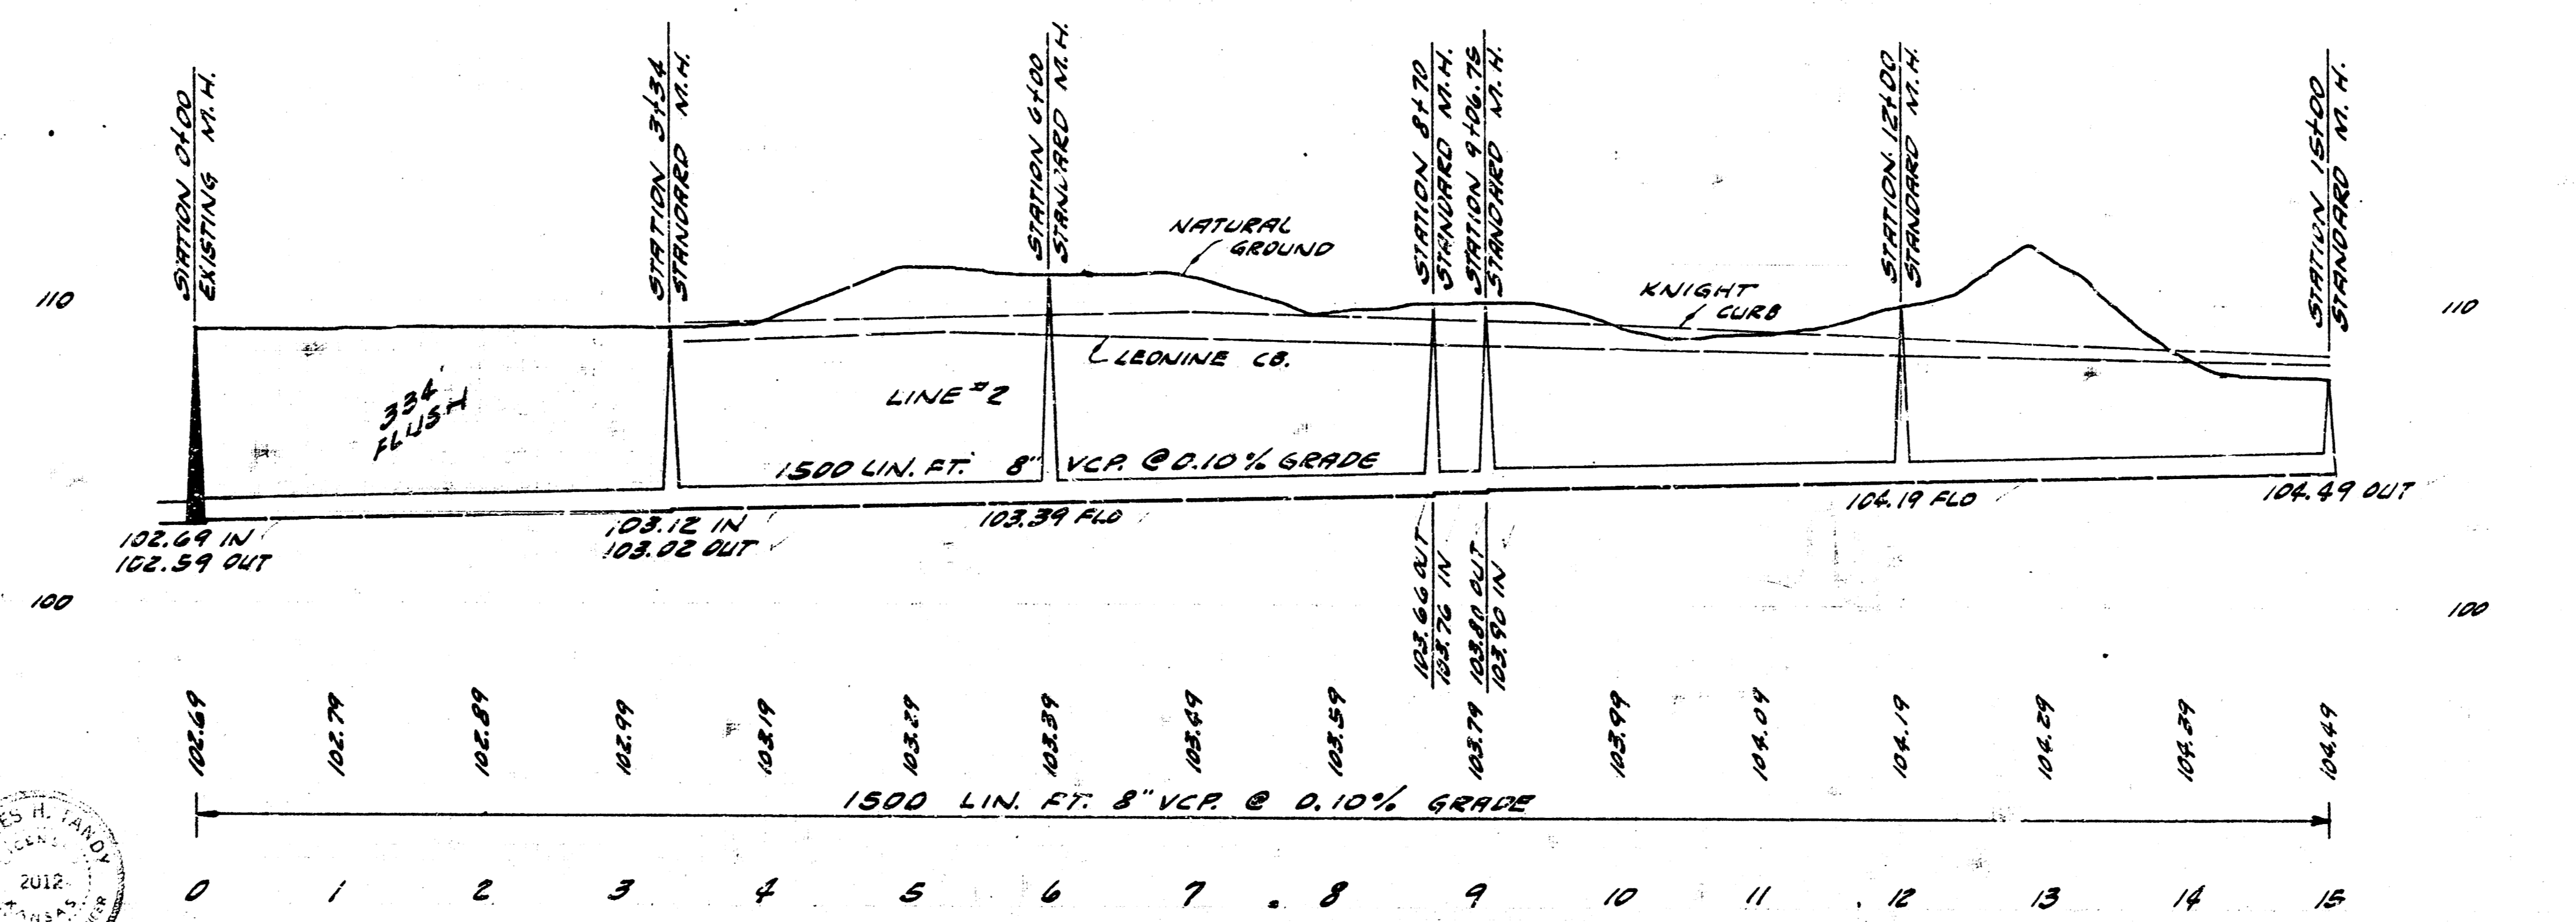 STATION 0+00
EXISTING M.H.
STATION 3+34
STANDARD M.H.
STATION 6+00
STANDARD M.H.
STATION 8+70
STANDARD M.H.
STATION 9+06.75
STANDARD M.H.
STATION 12+00
STANDARD M.H.
STATION 15+00
STANDARD M.H.
NATURAL
GROUND
KNIGHT
CURB
110
110
LEONINE CB.
334'
FLUSH
LINE #2
1500 LIN. FT. 8" VCP. @ 0.10% GRADE
102.69 IN
102.59 OUT
103.12 IN
103.02 OUT
103.39 FLO
103.66 OUT
103.76 IN
103.80 OUT
103.90 IN
104.19 FLO
104.49 OUT
100
100
102.69
102.79
102.89
102.99
103.19
103.29
103.39
103.49
103.59
103.79
103.99
104.09
104.19
104.29
104.39
104.49
1500 LIN. FT. 8" VCP. @ 0.10% GRADE
H. TANDY
2012
0 1 2 3 4 5 6 7 8 9 10 11 12 13 14 15